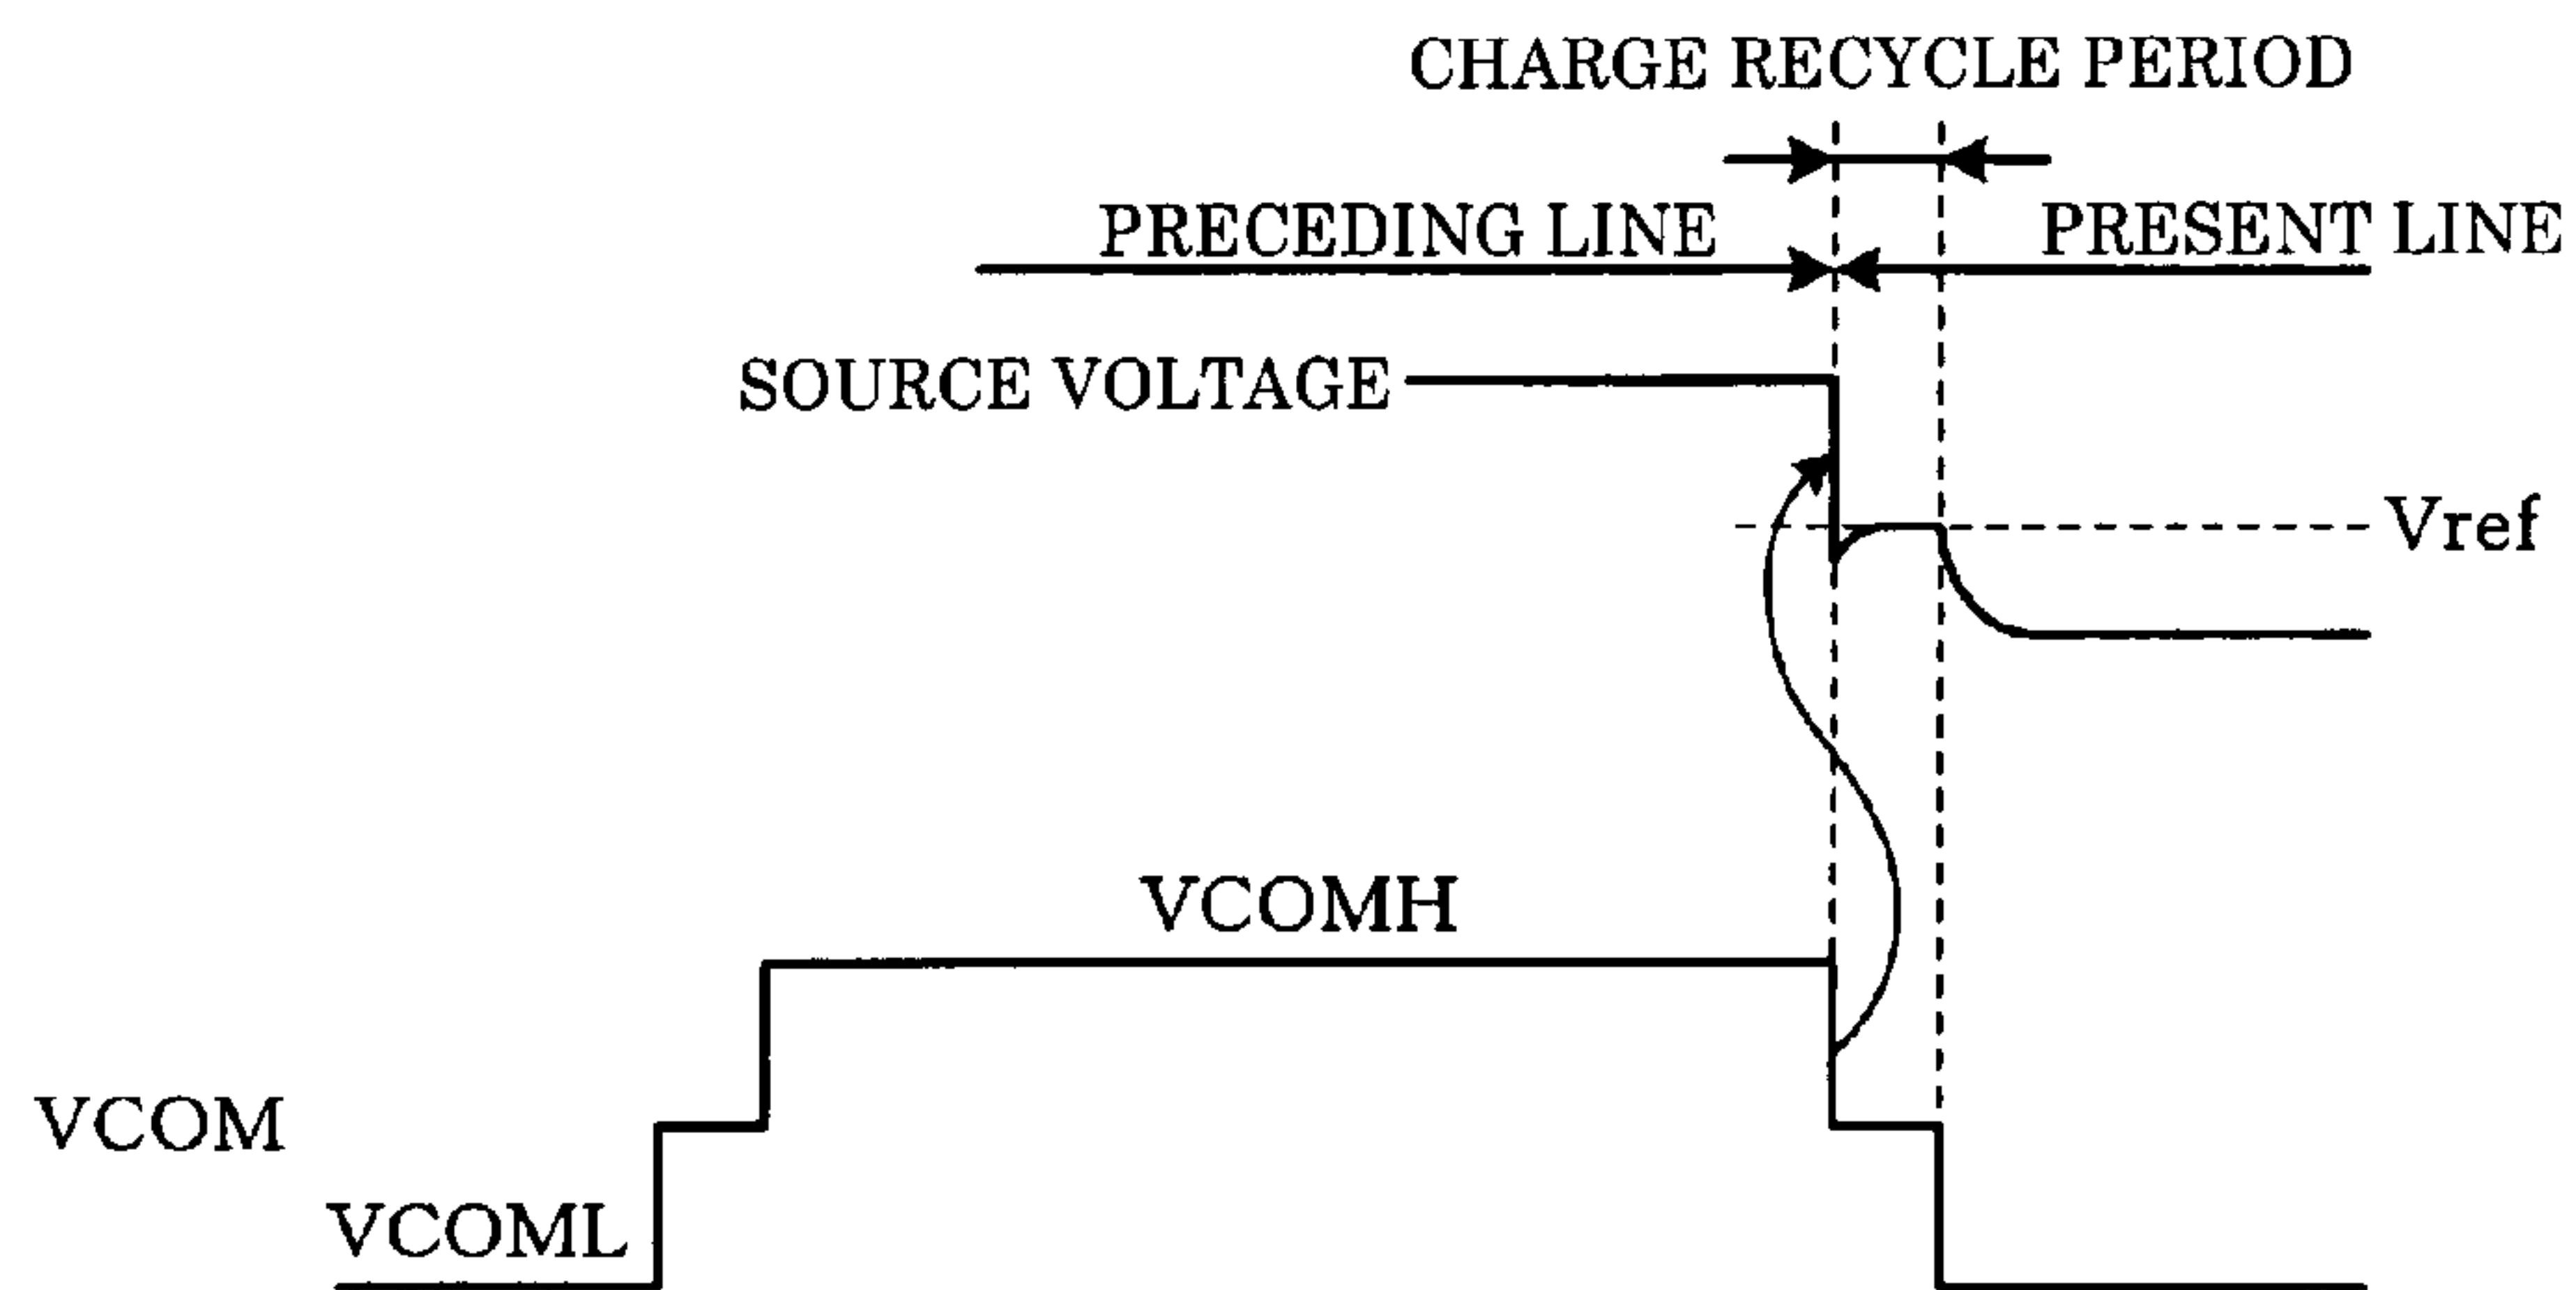 CHARGE RECYCLE PERIOD
PRECEDING LINE
PRESENT LINE
SOURCE VOLTAGE
Vref
VCOMH
VCOM
VCOML